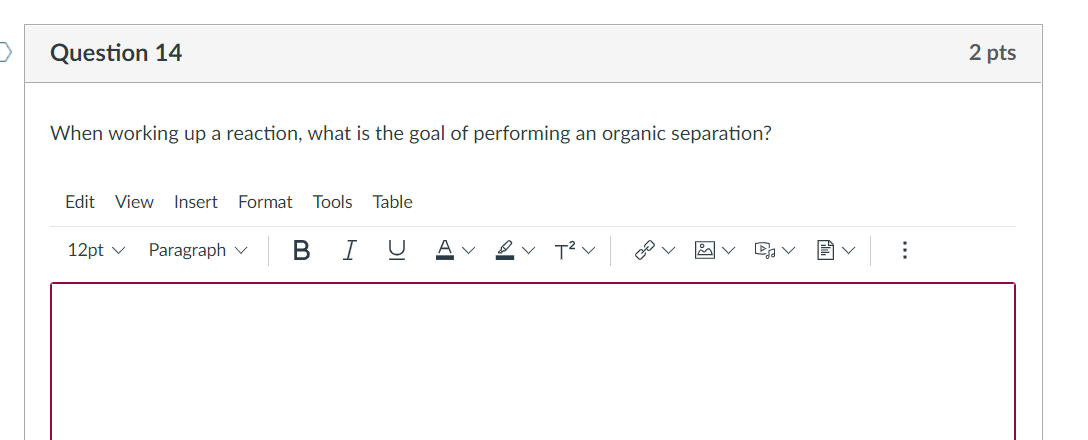 Question 14 2 pts
When working up a reaction, what is the goal of performing an organic separation?
Edit View Insert Format Tools Table
12pt Paragraph B I U A T²